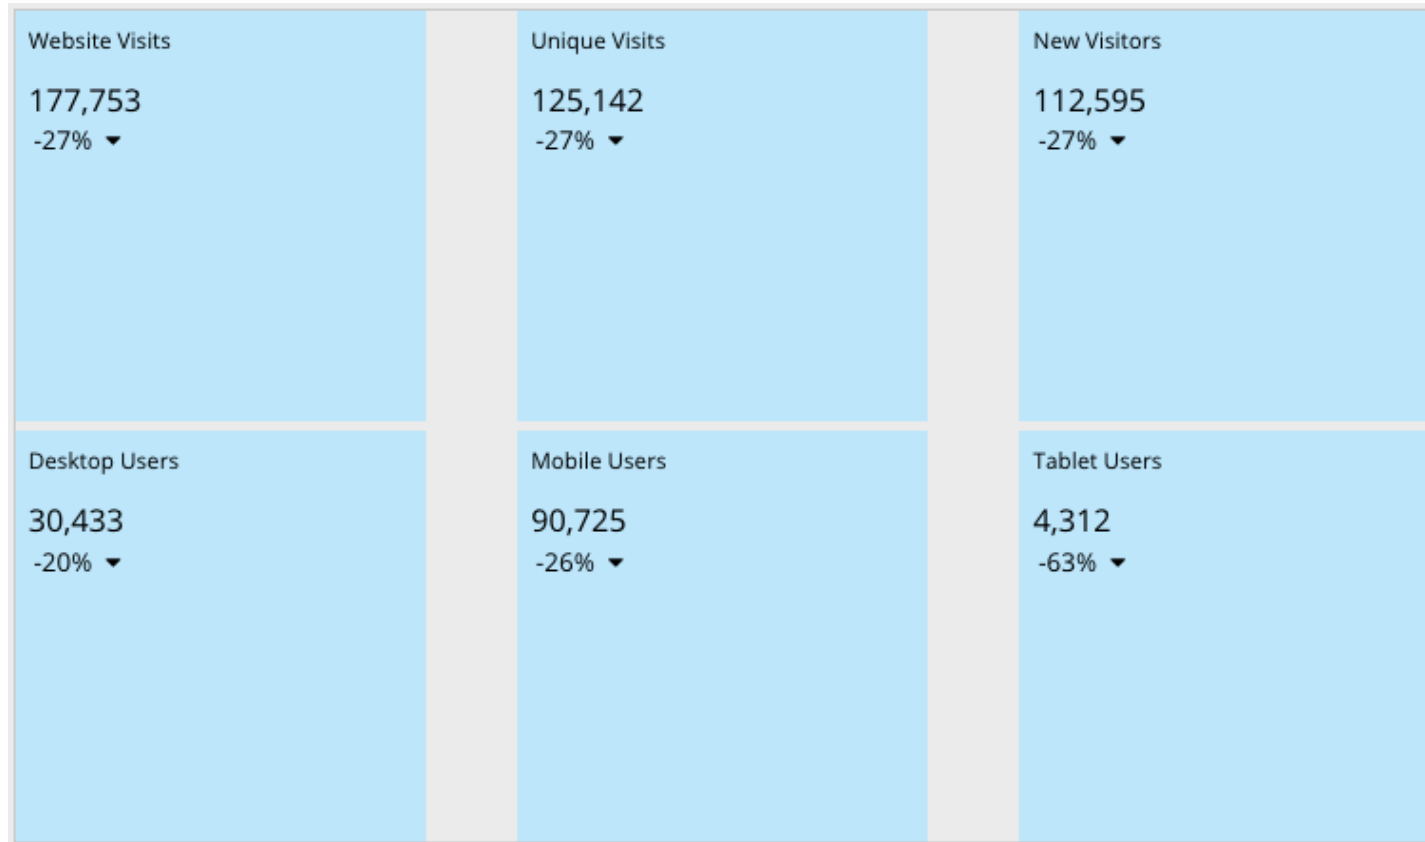 Website Visits
177,753
-27%
Unique Visits
125,142
-27%
New Visitors
112,595
-27%
Desktop Users
30,433
-20%
Mobile Users
90,725
-26%
Tablet Users
4,312
-63%